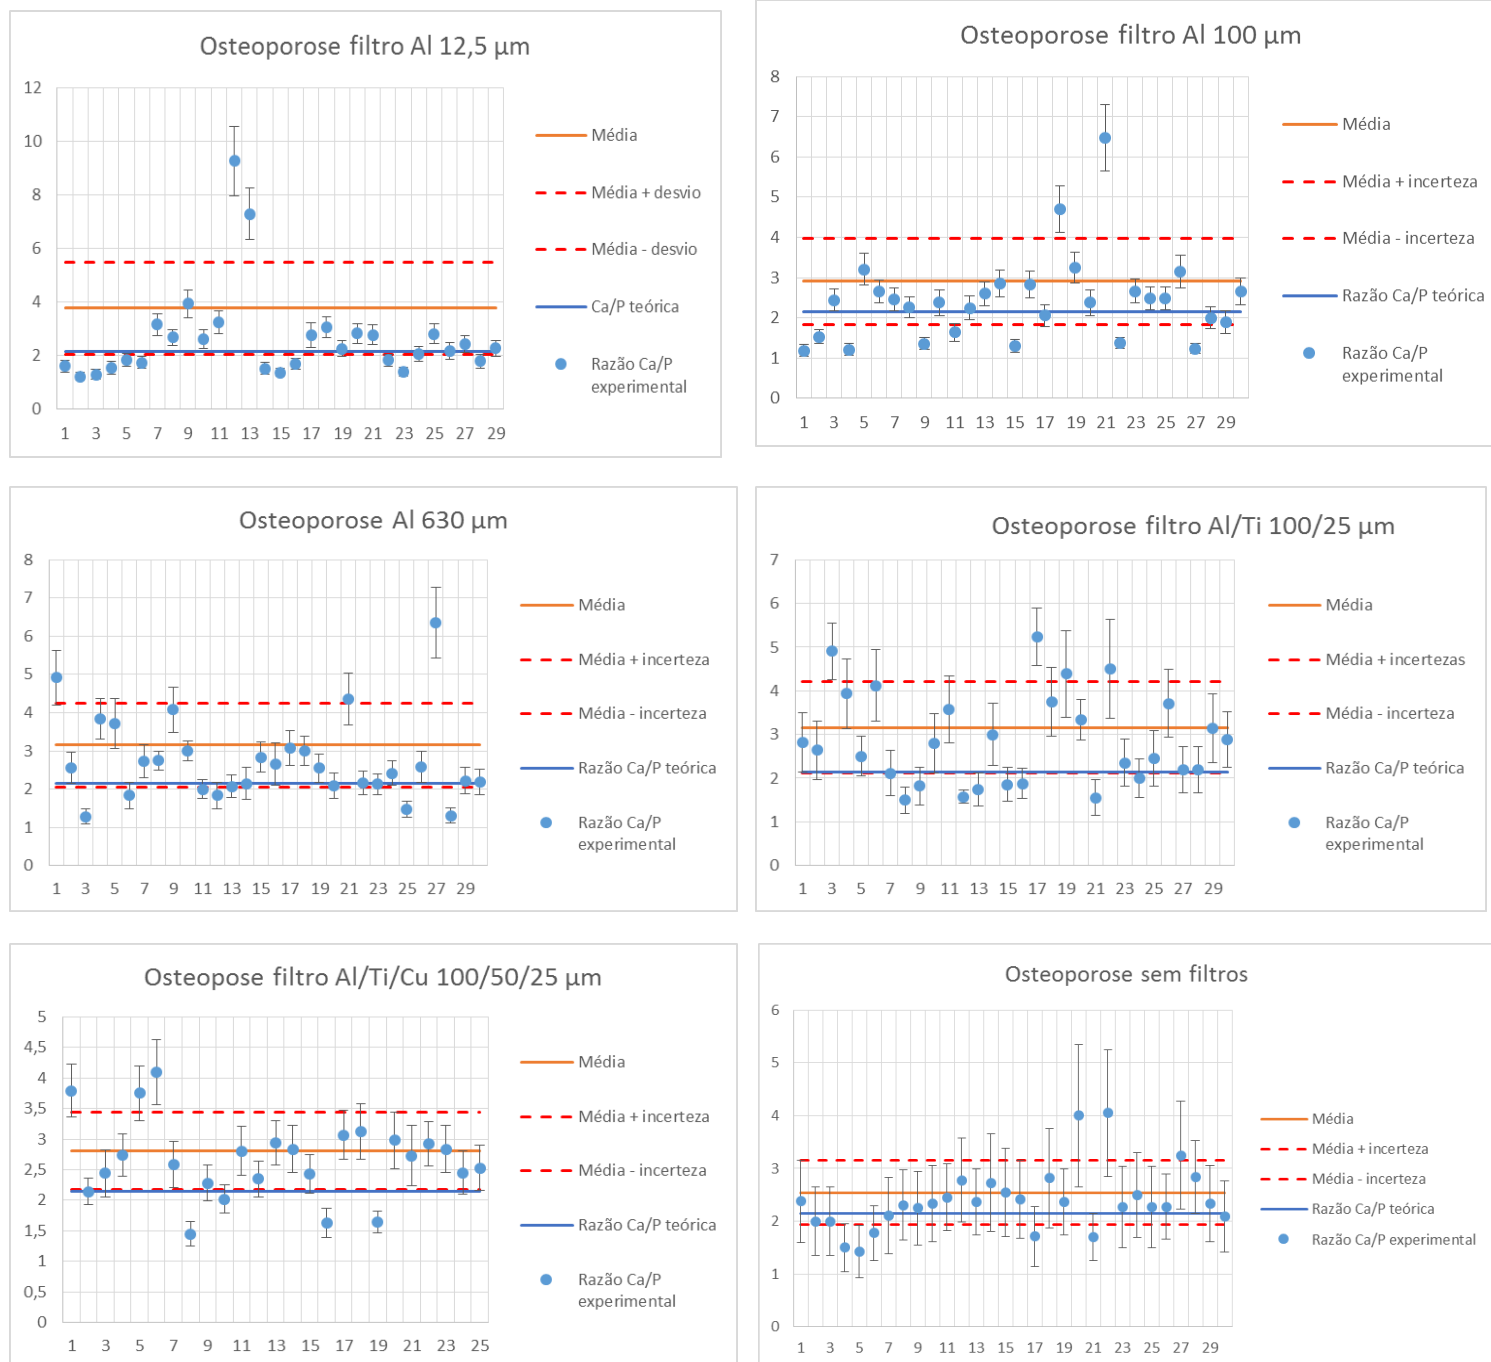 Osteoporose filtro Al 12,5 µm
12
10
8
6
4
2
0
1 3 5 7 9 11 13 15 17 19 21 23 25 27 29
Média
Média + desvio
Média - desvio
Ca/P teórica
Razão Ca/P
experimental
Osteoporose filtro Al 100 µm
8
7
6
5
4
3
2
1
0
1 3 5 7 9 11 13 15 17 19 21 23 25 27 29
Média
Média + incerteza
Média - incerteza
Razão Ca/P teórica
Razão Ca/P
experimental
Osteoporose Al 630 µm
8
7
6
5
4
3
2
1
0
1 3 5 7 9 11 13 15 17 19 21 23 25 27 29
Média
Média + incerteza
Média - incerteza
Razão Ca/P teórica
Razão Ca/P
experimental
Osteoporose filtro Al/Ti 100/25 µm
7
6
5
4
3
2
1
0
1 3 5 7 9 11 13 15 17 19 21 23 25 27 29
Média
Média + incertezas
Média - incerteza
Razão Ca/P teórica
Razão Ca/P
experimental
Osteopose filtro Al/Ti/Cu 100/50/25 µm
5
4,5
4
3,5
3
2,5
2
1,5
1
0,5
0
1 3 5 7 9 11 13 15 17 19 21 23 25
Média
Média + incerteza
Média - incerteza
Razão Ca/P teórica
Razão Ca/P
experimental
Osteoporose sem filtros
6
5
4
3
2
1
0
1 3 5 7 9 11 13 15 17 19 21 23 25 27 29
Média
Média + incerteza
Média - incerteza
Razão Ca/P teórica
Razão Ca/P experimental